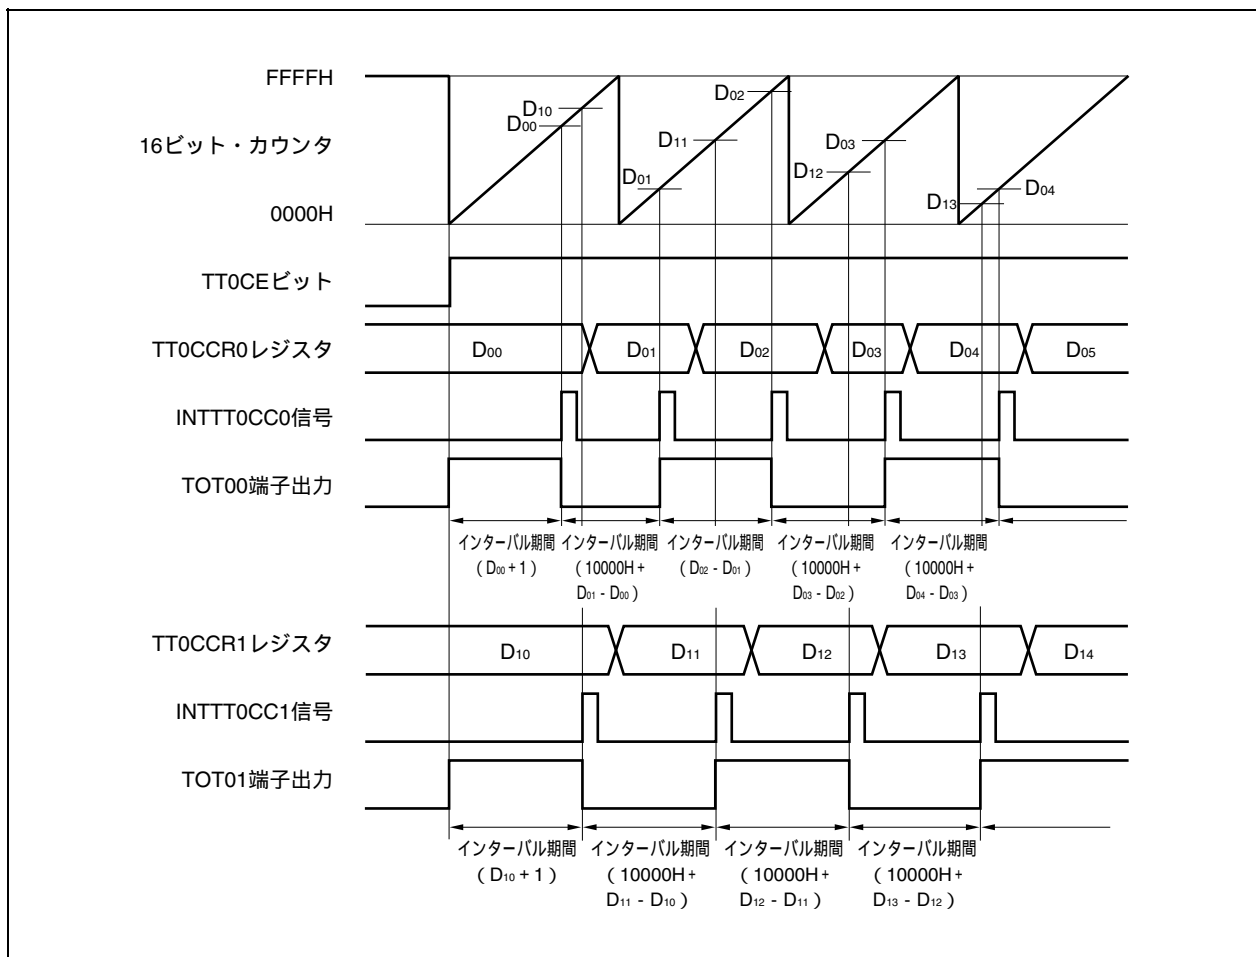 FFFFH
D10
D00
D02
D11
D03
16ビット・カウンタ
D01
D12
D04
D13
0000H
TT0CEビット
TT0CCR0レジスタ
D00
D01
D02
D03
D04
D05
INTTT0CC0信号
TOT00端子出力
インターバル期間
(D00 + 1)
インターバル期間
(10000H +
D01 - D00)
インターバル期間
(D02 - D01)
インターバル期間
(10000H +
D03 - D02)
インターバル期間
(10000H +
D04 - D03)
TT0CCR1レジスタ
D10
D11
D12
D13
D14
INTTT0CC1信号
TOT01端子出力
インターバル期間
(D10 + 1)
インターバル期間
(10000H +
D11 - D10)
インターバル期間
(10000H +
D12 - D11)
インターバル期間
(10000H +
D13 - D12)